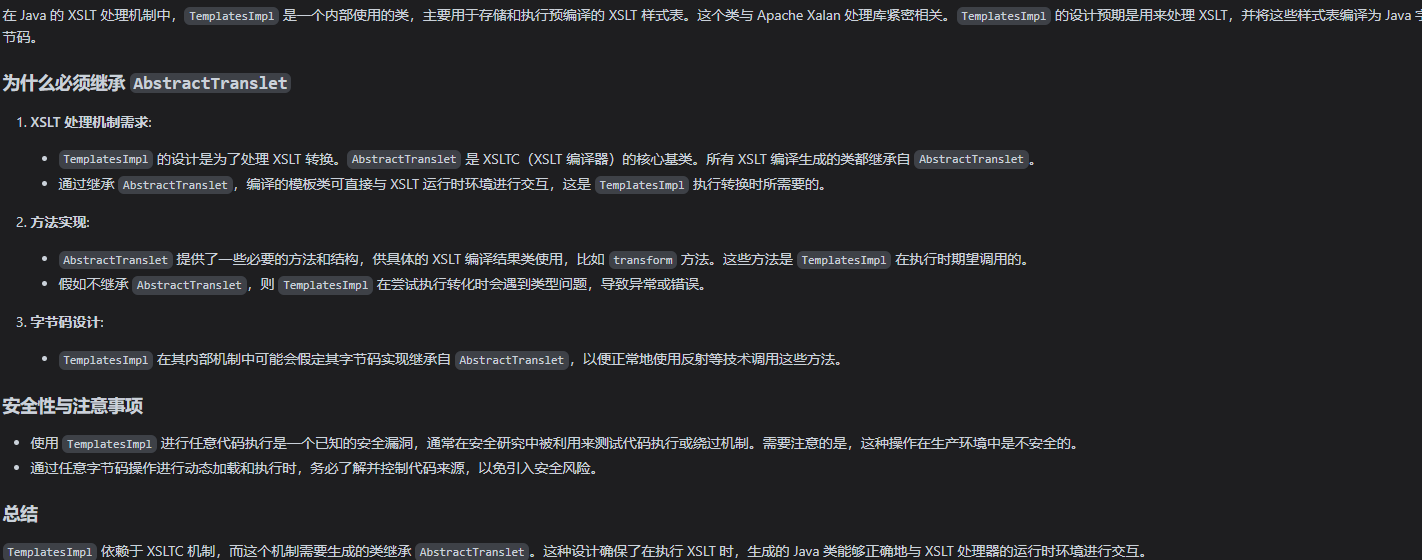 在 Java 的 XSLT 处理机制中，TemplatesImpl 是一个内部使用的类，主要用于存储和执行预编译的 XSLT 样式表。这个类与 Apache Xalan 处理库紧密相关。TemplatesImpl 的设计预期是用来处理 XSLT，并将这些样式表编译为 Java 字
节码。
为什么必须继承 AbstractTranslet
1. XSLT 处理机制需求:
• TemplatesImpl 的设计是为了处理 XSLT 转换。AbstractTranslet 是 XSLTC（XSLT 编译器）的核心基类。所有 XSLT 编译生成的类都继承自 AbstractTranslet。
• 通过继承 AbstractTranslet，编译的模板类可直接与 XSLT 运行时环境进行交互，这是 TemplatesImpl 执行转换时所需要的。
2. 方法实现:
• AbstractTranslet 提供了一些必要的方法和结构，供具体的 XSLT 编译结果类使用，比如 transform 方法。这些方法是 TemplatesImpl 在执行时期望调用的。
• 假如不继承 AbstractTranslet，则 TemplatesImpl 在尝试执行转化时会遇到类型问题，导致异常或错误。
3. 字节码设计:
• TemplatesImpl 在其内部机制中可能会假定其字节码实现继承自 AbstractTranslet，以便正常地使用反射等技术调用这些方法。
安全性与注意事项
• 使用 TemplatesImpl 进行任意代码执行是一个已知的安全漏洞，通常在安全研究中被利用来测试代码执行或绕过机制。需要注意的是，这种操作在生产环境中是不安全的。
• 通过任意字节码操作进行动态加载和执行时，务必了解并控制代码来源，以免引入安全风险。
总结
TemplatesImpl 依赖于 XSLTC 机制，而这个机制需要生成的类继承 AbstractTranslet。这种设计确保了在执行 XSLT 时，生成的 Java 类能够正确地与 XSLT 处理器的运行时环境进行交互。